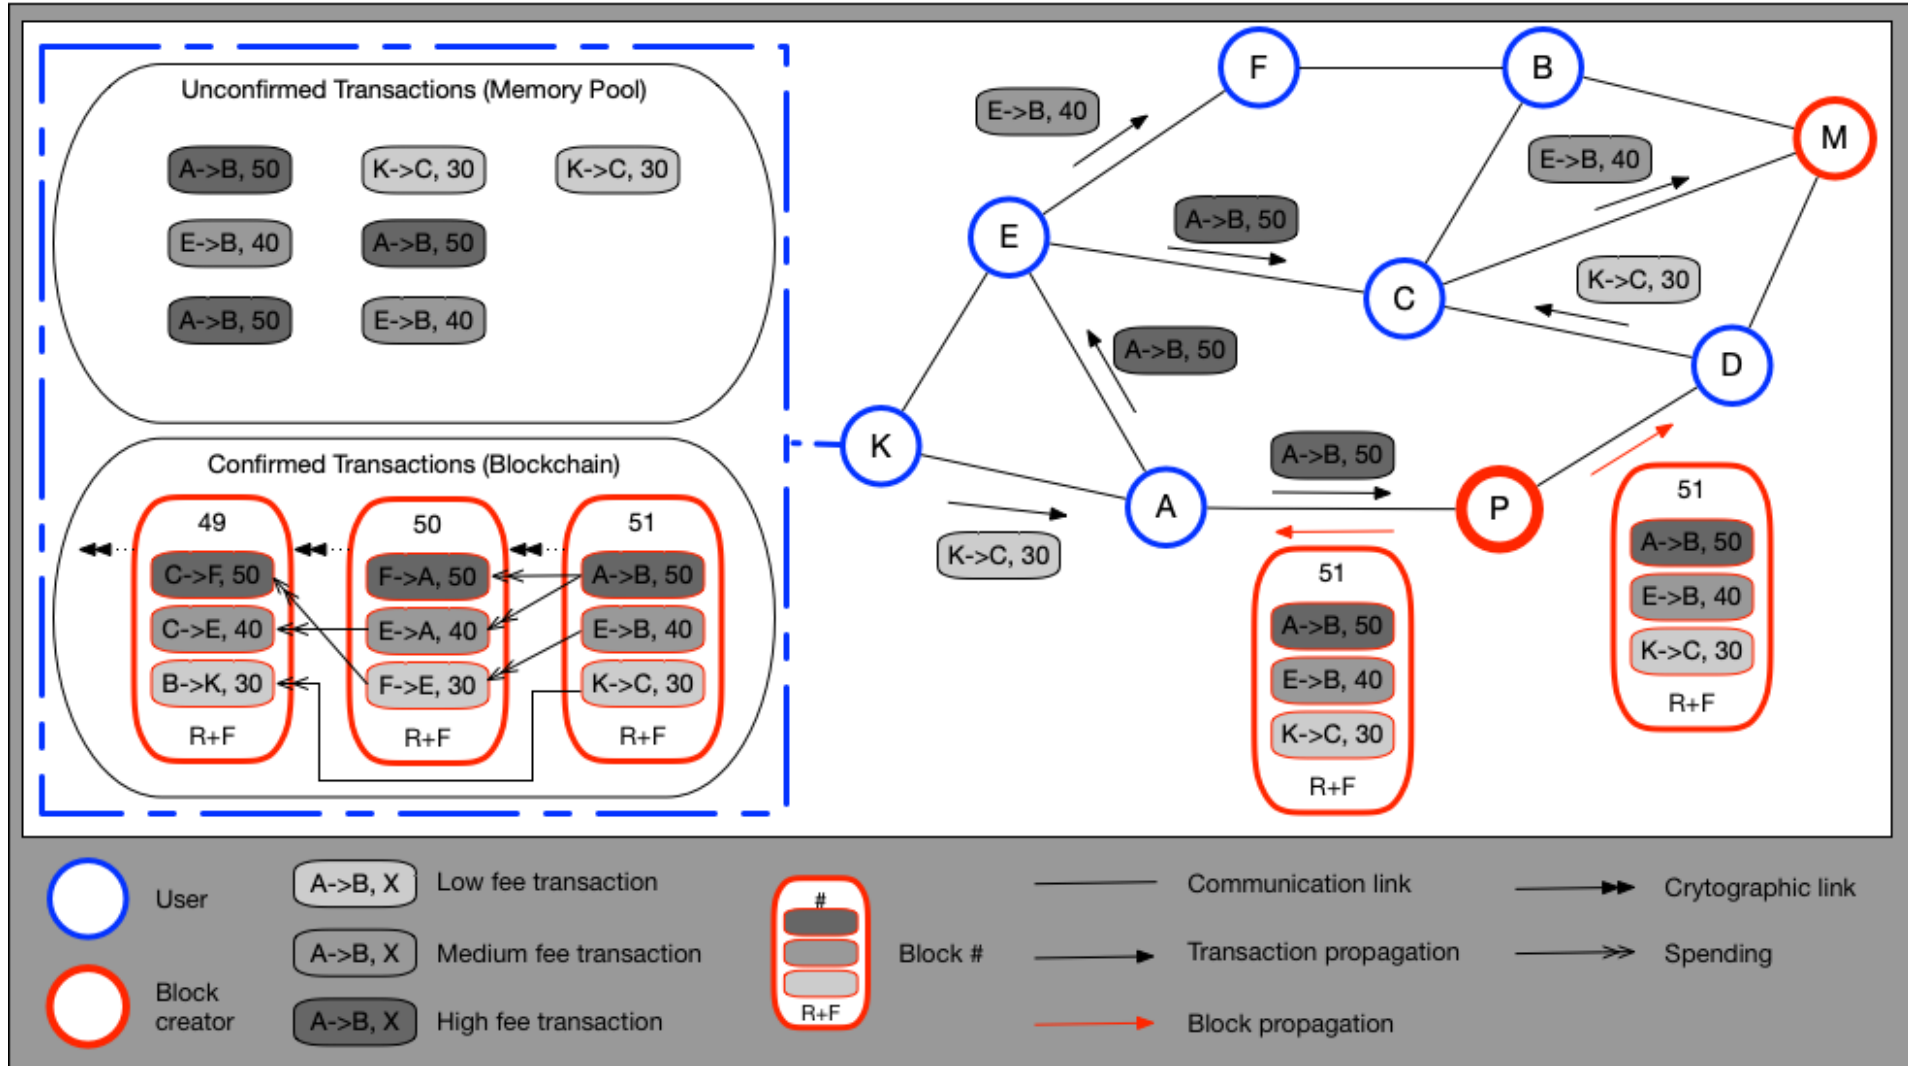 Unconfirmed Transactions (Memory Pool)
A->B, 50
K->C, 30
K->C, 30
E->B, 40
A->B, 50
A->B, 50
E->B, 40
Confirmed Transactions (Blockchain)
49
C->F, 50
C->E, 40
B->K, 30
R+F
50
F->A, 50
E->A, 40
F->E, 30
R+F
51
A->B, 50
E->B, 40
K->C, 30
R+F
F
B
M
E->B, 40
E->B, 40
E
A->B, 50
C
K->C, 30
A->B, 50
D
K
A->B, 50
A
P
K->C, 30
51
A->B, 50
E->B, 40
K->C, 30
R+F
51
A->B, 50
E->B, 40
K->C, 30
R+F
User
Block
creator
A->B, X
Low fee transaction
A->B, X
Medium fee transaction
A->B, X
High fee transaction
#
R+F
Block #
Communication link
Transaction propagation
Block propagation
Crytographic link
Spending